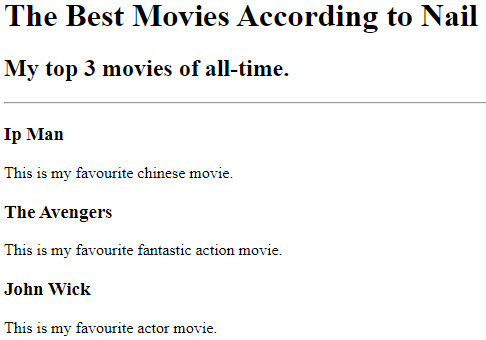 The Best Movies According to Nail
My top 3 movies of all-time.
Ip Man
This is my favourite chinese movie.
The Avengers
This is my favourite fantastic action movie.
John Wick
This is my favourite actor movie.